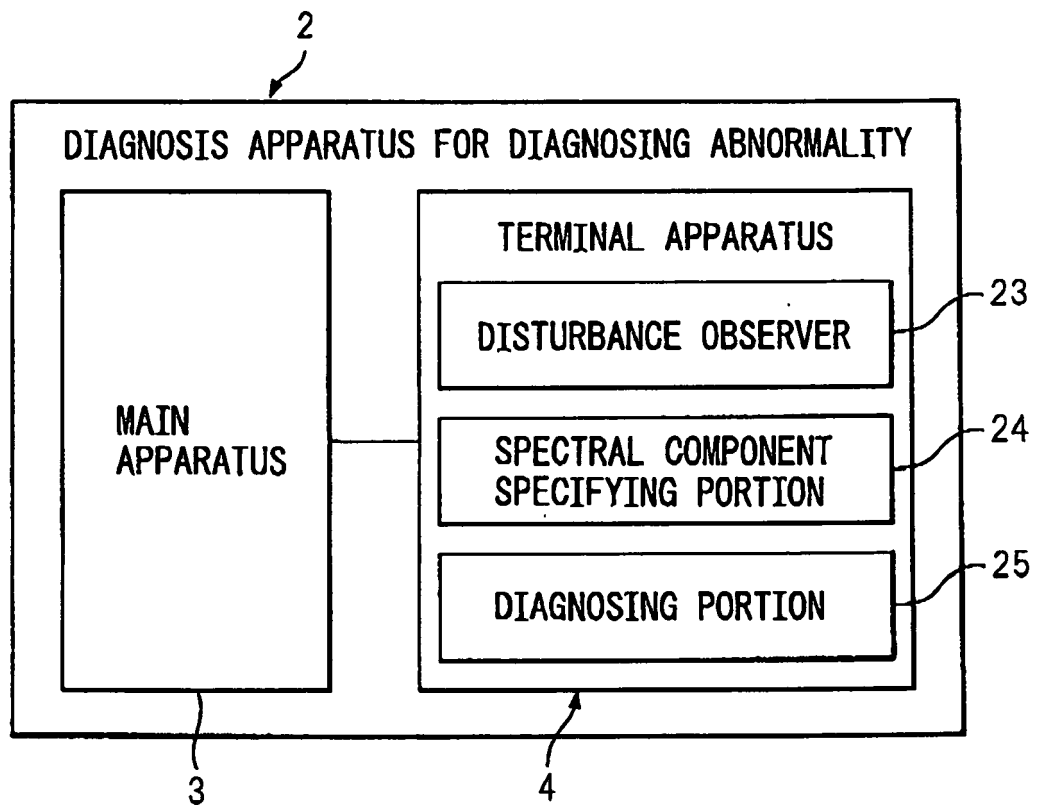 2
DIAGNOSIS APPARATUS FOR DIAGNOSING ABNORMALITY
TERMINAL APPARATUS
23
DISTURBANCE OBSERVER
MAIN
APPARATUS
24
SPECTRAL COMPONENT
SPECIFYING PORTION
25
DIAGNOSING PORTION
3
4